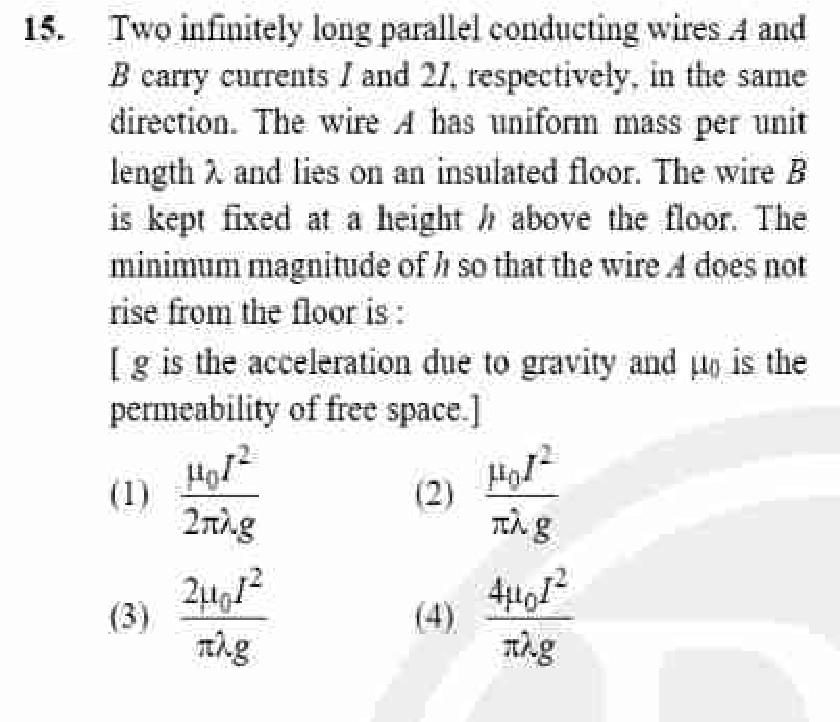 15. Two infinitely long parallel conducting wires A and
B carry currents I and 2I, respectively, in the same
direction. The wire A has uniform mass per unit
length λ and lies on an insulated floor. The wire B
is kept fixed at a height h above the floor. The
minimum magnitude of h so that the wire A does not
rise from the floor is :
[ g is the acceleration due to gravity and μ₀ is the
permeability of free space.]
(1) μ₀I²/2πλg (2) μ₀I²/πλg
(3) 2μ₀I²/πλg (4) 4μ₀I²/πλg